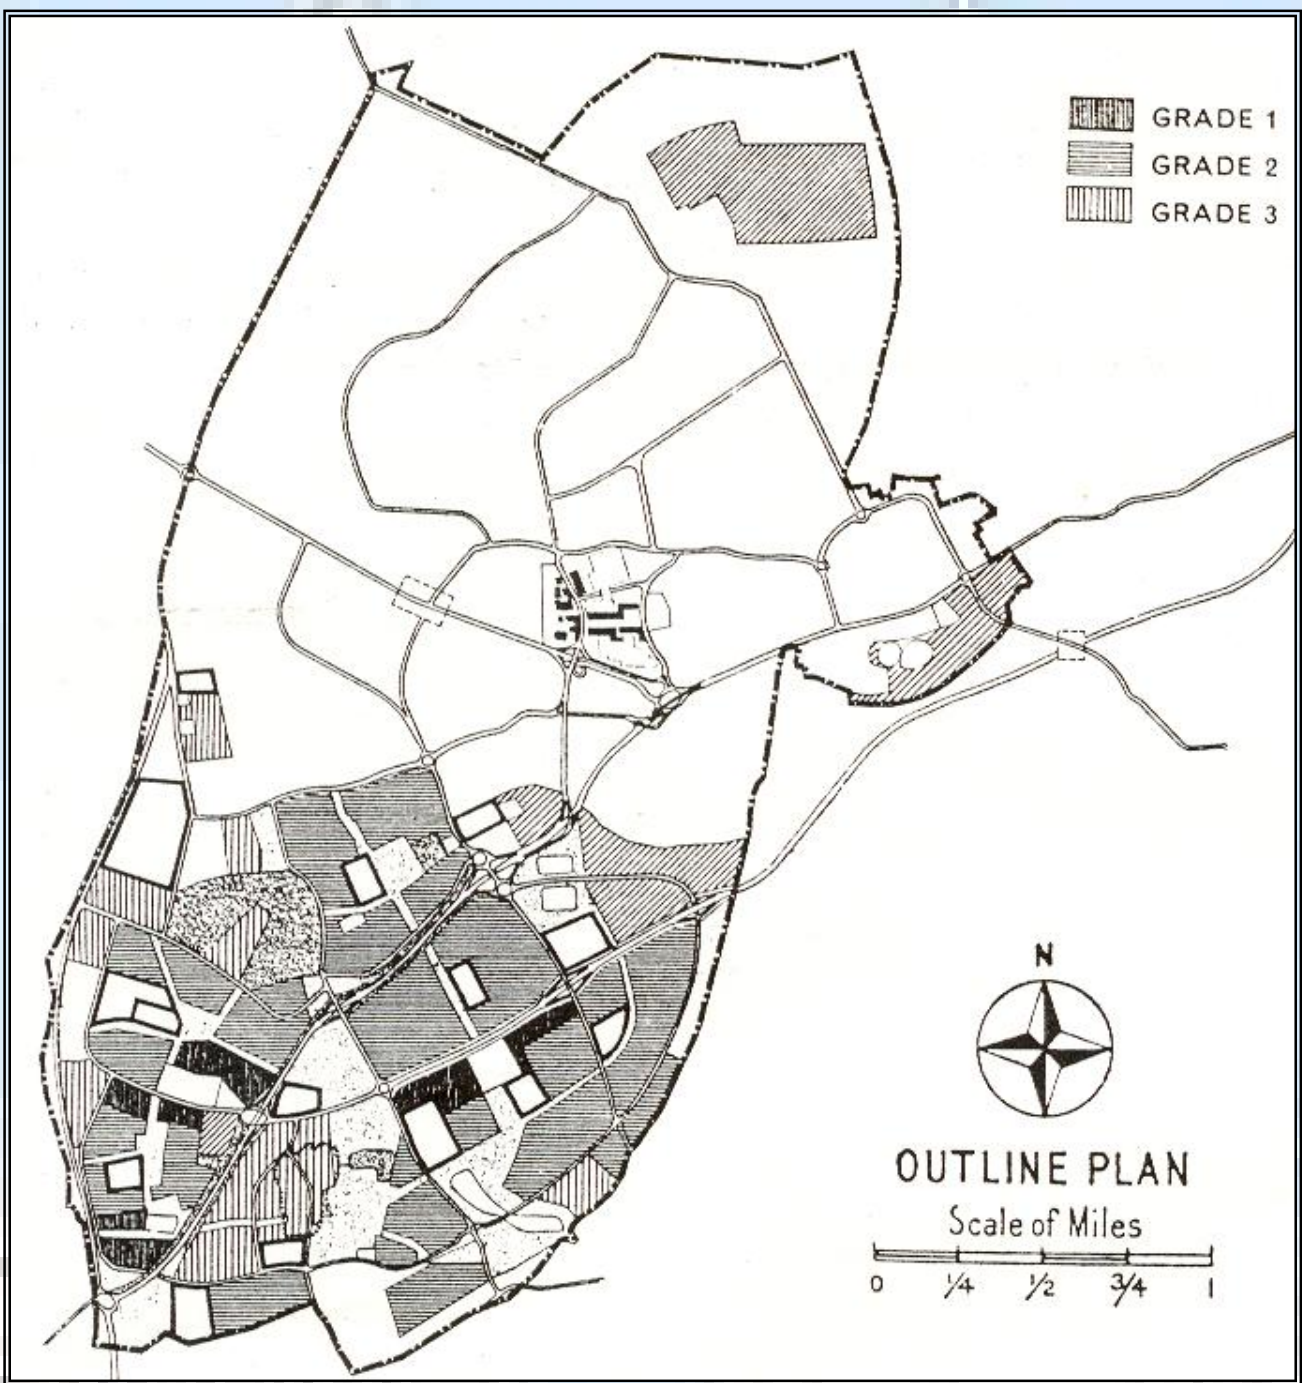 GRADE 1
GRADE 2
GRADE 3
N
OUTLINE PLAN
Scale of Miles
0 1/4 1/2 3/4 1